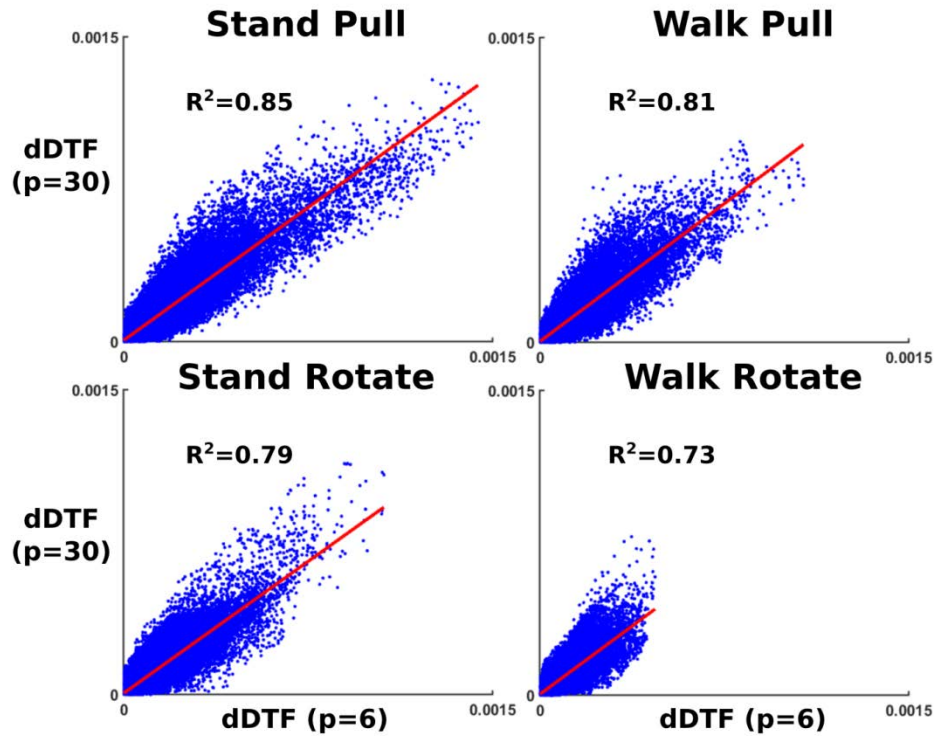 Stand Pull
0.0015
R²=0.85
dDTF
(p=30)
0
0
0.0015
Walk Pull
0.0015
R²=0.81
0
0
0.0015
Stand Rotate
0.0015
R²=0.79
dDTF
(p=30)
0
0
0.0015
dDTF (p=6)
Walk Rotate
0.0015
R²=0.73
0
0
0.0015
dDTF (p=6)